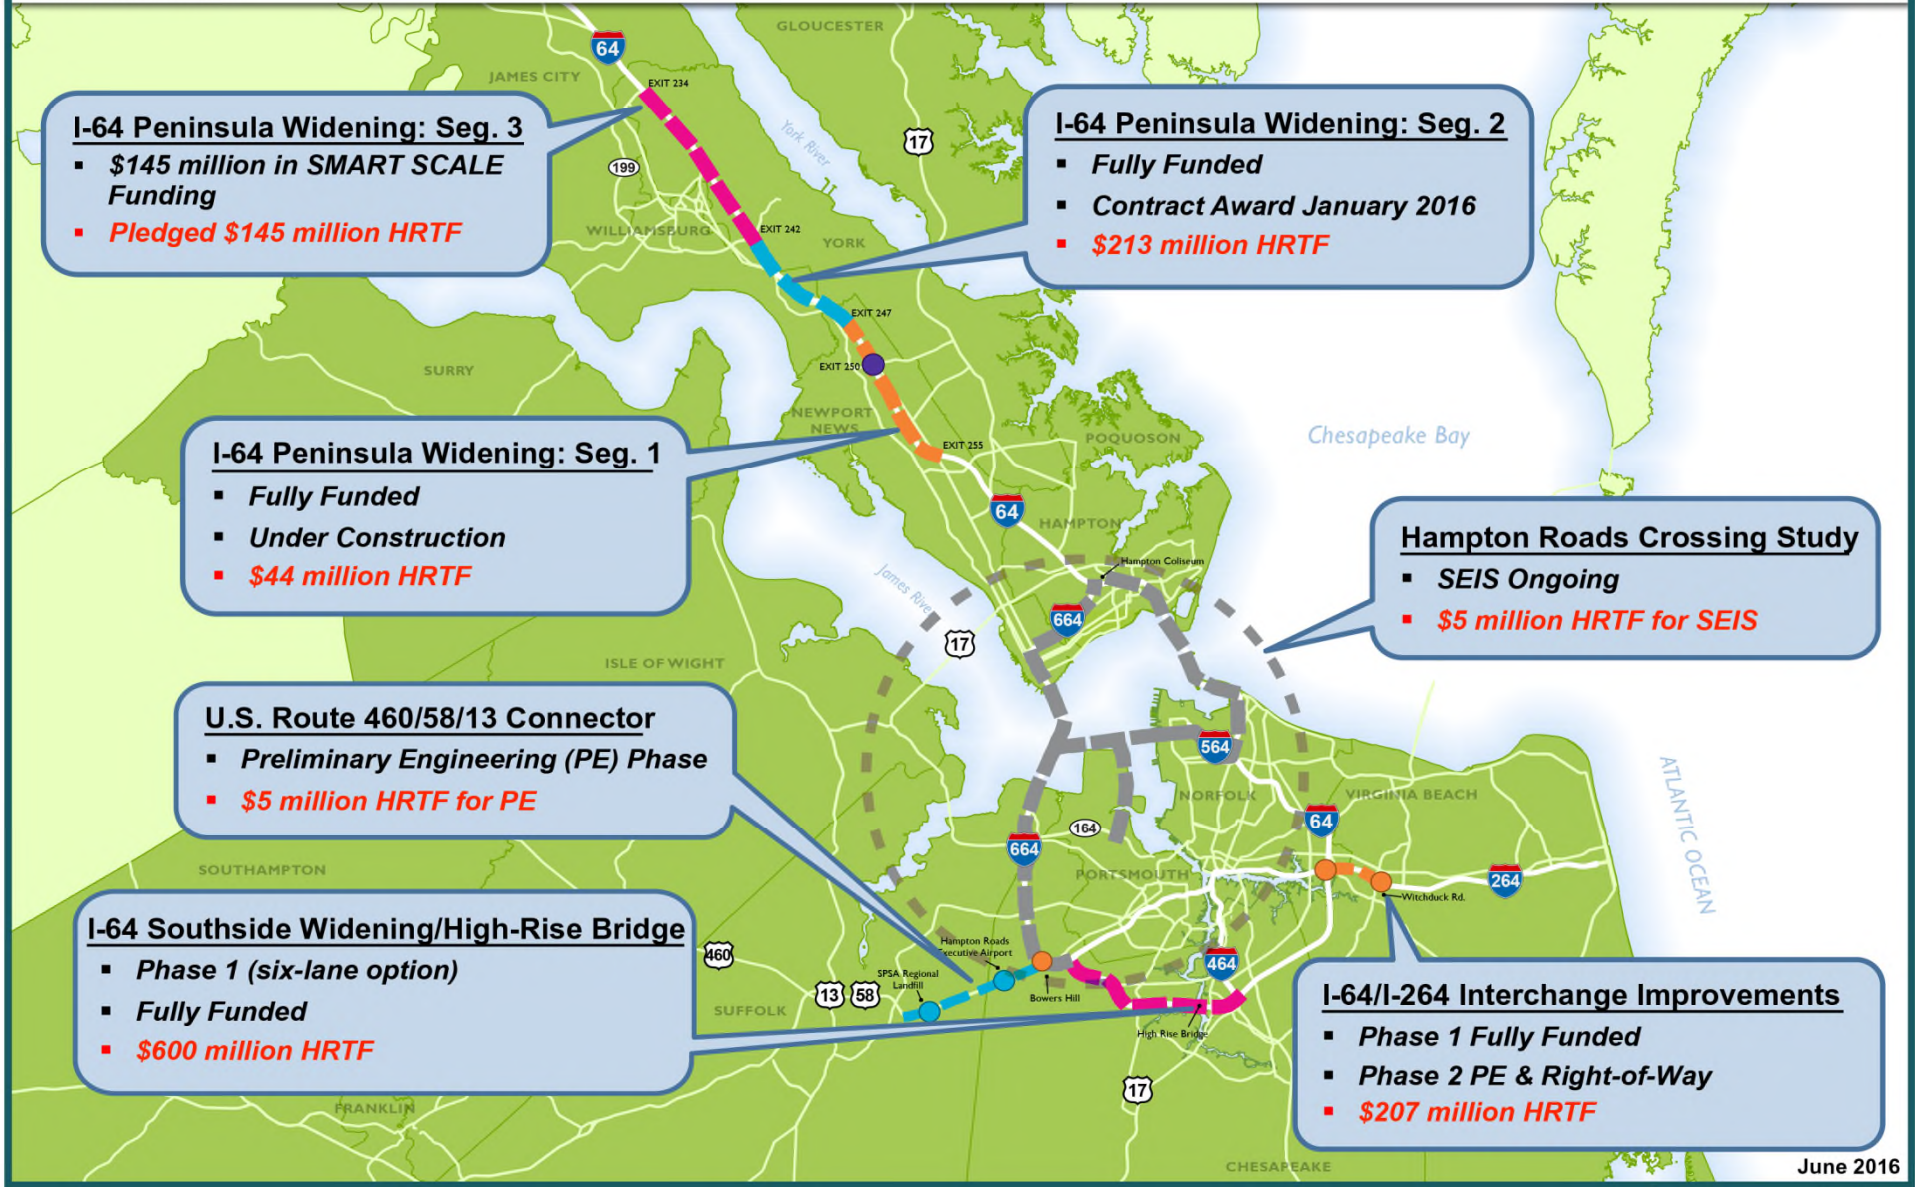 GLOUCESTER
64
JAMES CITY
EXIT 234
I-64 Peninsula Widening: Seg. 3
▪ $145 million in SMART SCALE
Funding
▪ Pledged $145 million HRTF
I-64 Peninsula Widening: Seg. 2
▪ Fully Funded
▪ Contract Award January 2016
▪ $213 million HRTF
York River
17
199
WILLIAMSBURG
EXIT 242
YORK
EXIT 247
EXIT 250
SURRY
NEWPORT
NEWS
EXIT 255
POQUOSON
Chesapeake Bay
I-64 Peninsula Widening: Seg. 1
▪ Fully Funded
▪ Under Construction
▪ $44 million HRTF
64
HAMPTON
Hampton Coliseum
Hampton Roads Crossing Study
▪ SEIS Ongoing
▪ $5 million HRTF for SEIS
James River
664
17
ISLE OF WIGHT
U.S. Route 460/58/13 Connector
▪ Preliminary Engineering (PE) Phase
▪ $5 million HRTF for PE
564
NORFOLK
VIRGINIA BEACH
ATLANTIC OCEAN
64
164
664
SOUTHAMPTON
PORTSMOUTH
264
Witchduck Rd.
I-64 Southside Widening/High-Rise Bridge
▪ Phase 1 (six-lane option)
▪ Fully Funded
▪ $600 million HRTF
460
Hampton Roads
Executive Airport
464
SPSA Regional
Landfill
13
58
Bowers Hill
SUFFOLK
High Rise Bridge
I-64/I-264 Interchange Improvements
▪ Phase 1 Fully Funded
▪ Phase 2 PE & Right-of-Way
▪ $207 million HRTF
17
FRANKLIN
CHESAPEAKE
June 2016